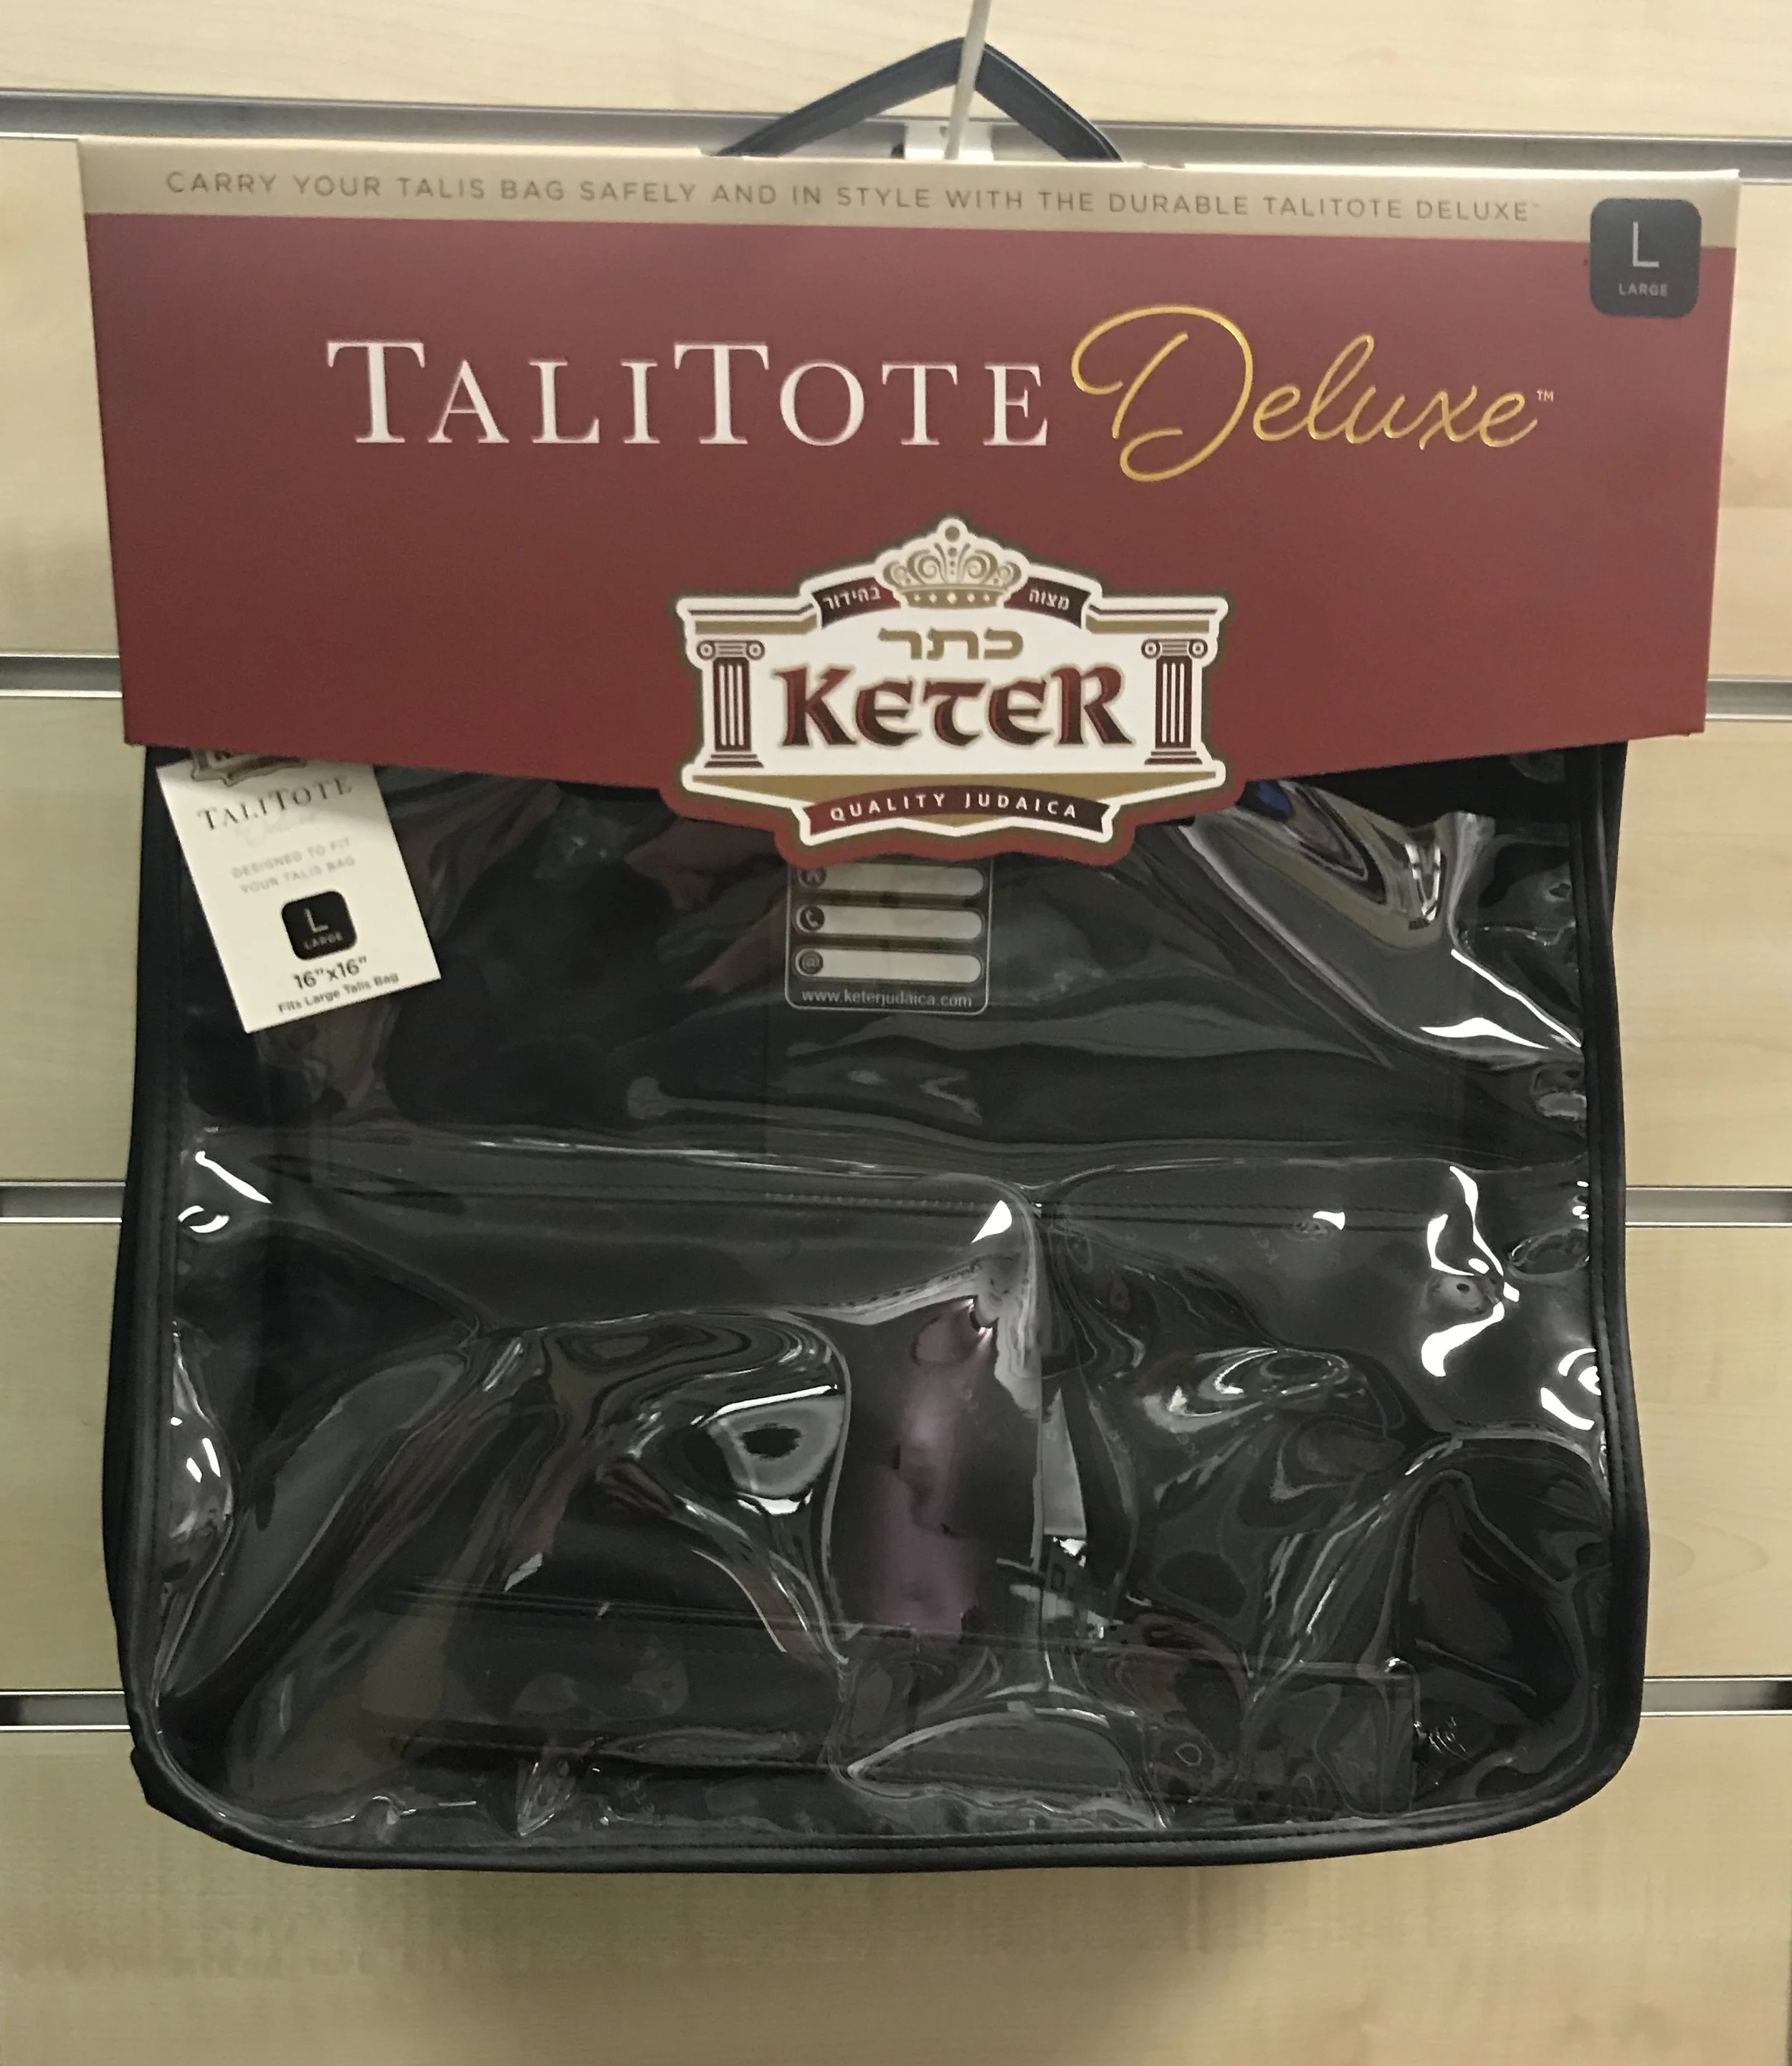 CARRY YOUR TALIS BAG SAFELY AND IN STYLE WITH THE DURABLE TALITOTE DELUXE™
L
LARGE
TALITOTE Deluxe™
מצוה בהידור
כתר
KETER
QUALITY JUDAICA
TALITOTE
Deluxe
DESIGNED TO FIT
YOUR TALIS BAG
L
LARGE
16"x16"
Fits Large Talis Bag
@
www.keterjudaica.com